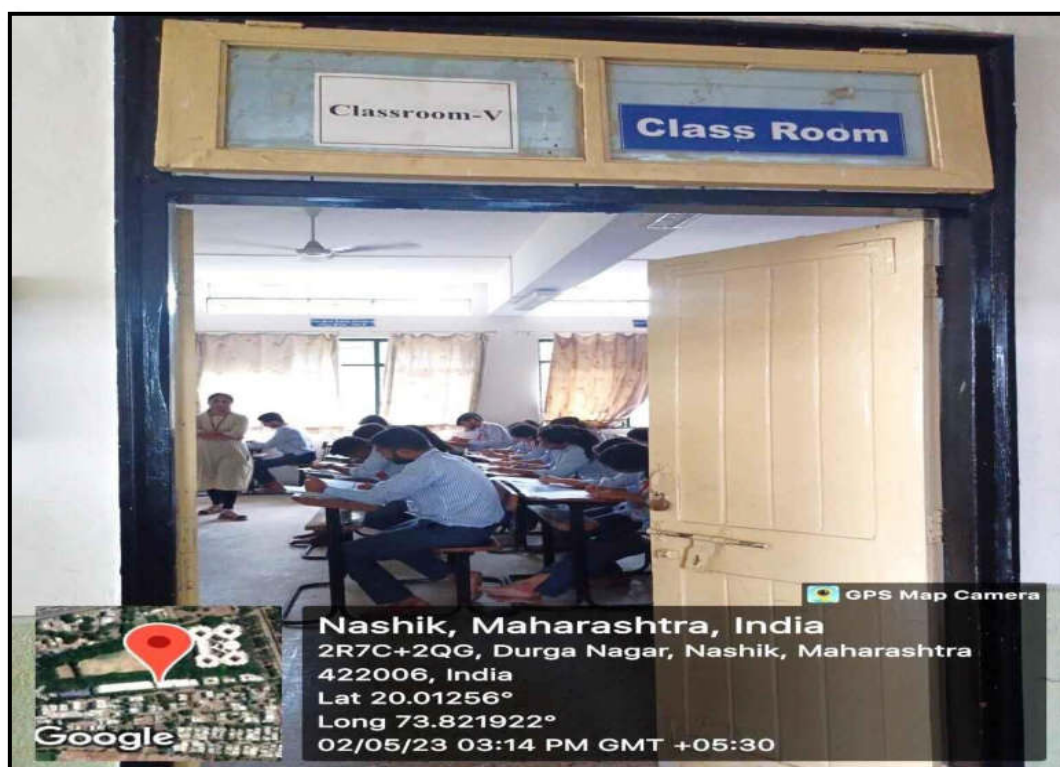 Classroom-V
Class Room
GPS Map Camera
Nashik, Maharashtra, India
2R7C+2QG, Durga Nagar, Nashik, Maharashtra
422006, India
Lat 20.01256°
Long 73.821922°
02/05/23 03:14 PM GMT +05:30
Google